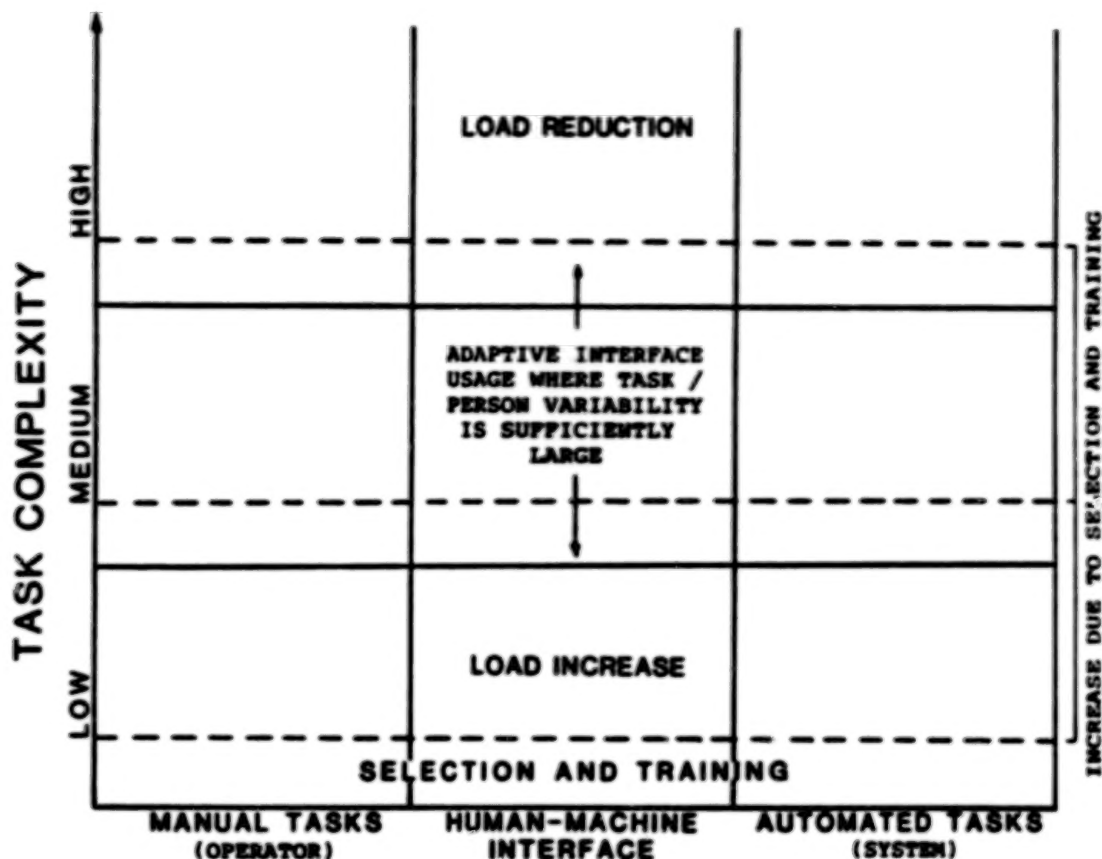 TASK COMPLEXITY
HIGH
MEDIUM
LOW
LOAD REDUCTION
ADAPTIVE INTERFACE
USAGE WHERE TASK /
PERSON VARIABILITY
IS SUFFICIENTLY
LARGE
LOAD INCREASE
SELECTION AND TRAINING
MANUAL TASKS
(OPERATOR)
HUMAN-MACHINE
INTERFACE
AUTOMATED TASKS
(SYSTEM)
INCREASE DUE TO SELECTION AND TRAINING